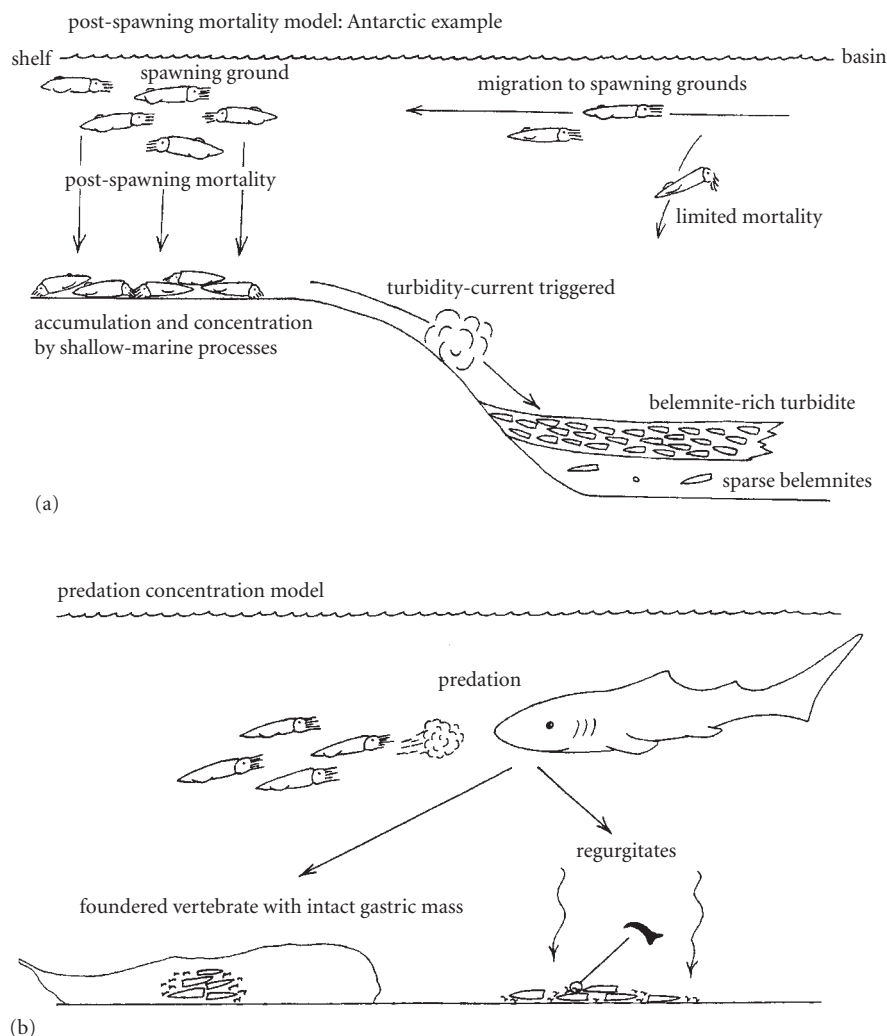 post-spawning mortality model: Antarctic example
shelf
basin
spawning ground
migration to spawning grounds
post-spawning mortality
limited mortality
turbidity-current triggered
accumulation and concentration
by shallow-marine processes
belemnite-rich turbidite
sparse belemnites
(a)
predation concentration model
predation
regurgitates
foundered vertebrate with intact gastric mass
(b)